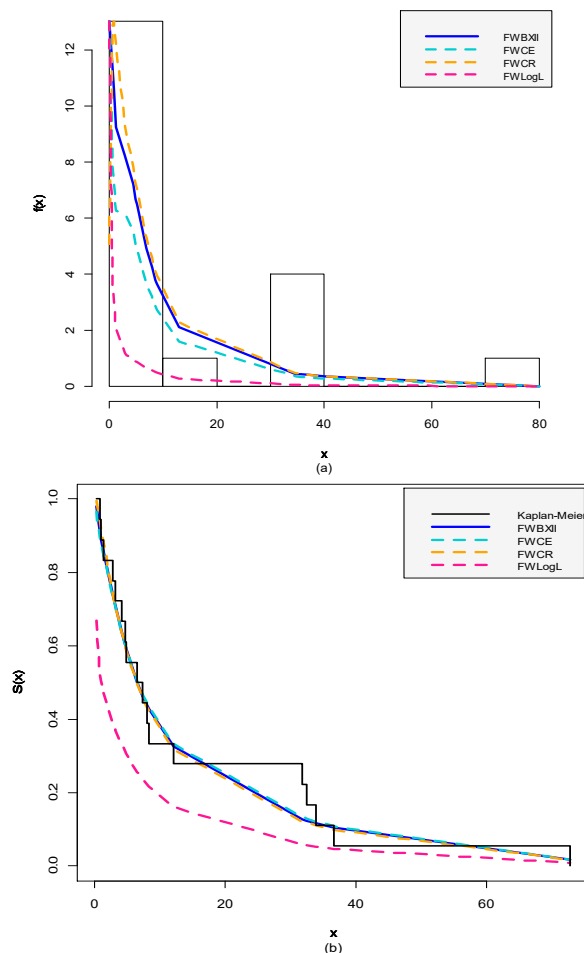 FWBXII
FWCE
FWCR
FWLogL
f(x)
12
10
8
6
4
2
0
0 20 40 60 80
x
(a)
Kaplan-Meier
FWBXII
FWCE
FWCR
FWLogL
S(x)
1.0
0.8
0.6
0.4
0.2
0.0
0 20 40 60
x
(b)